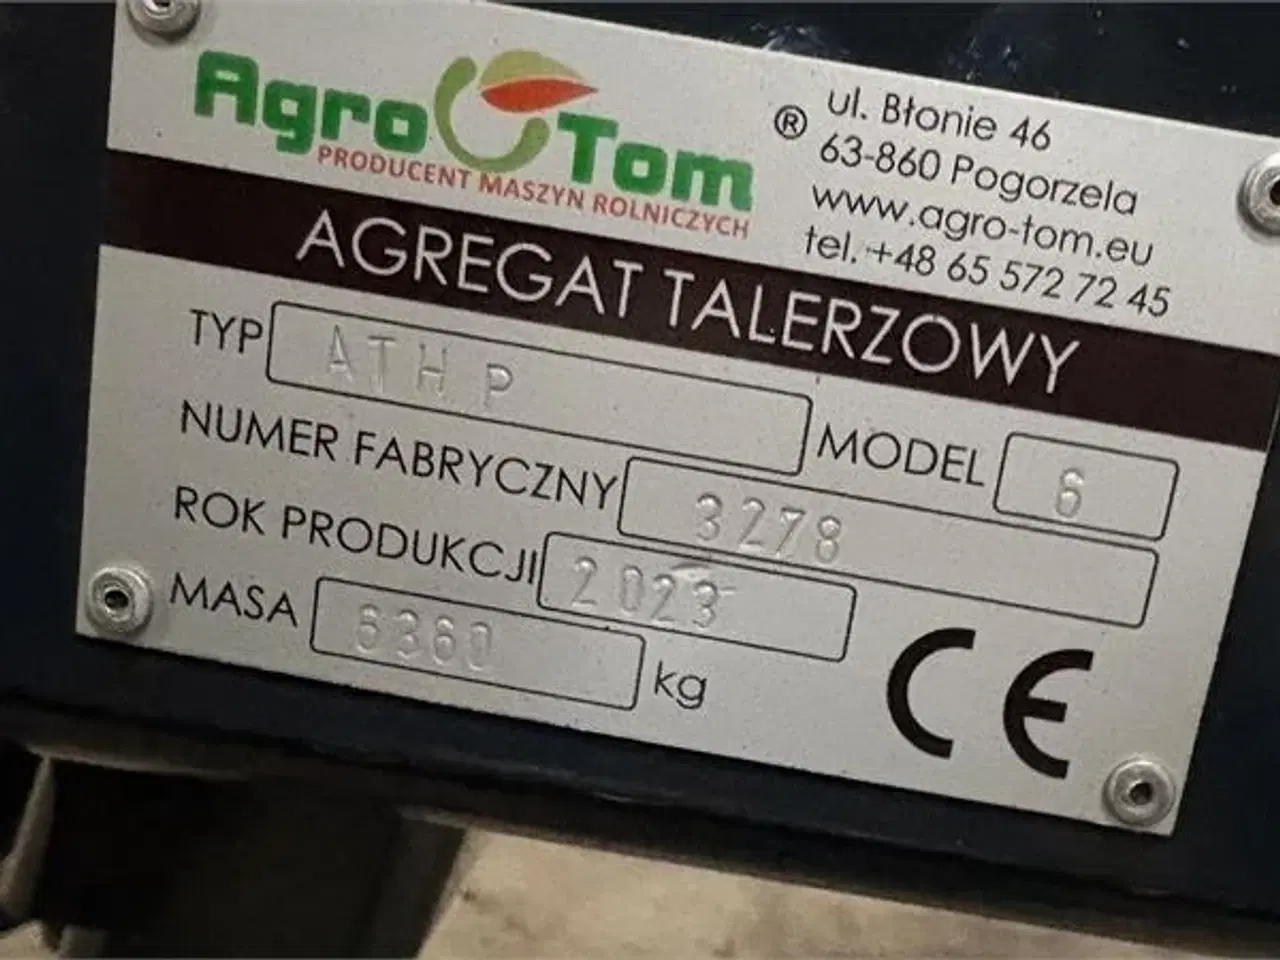 Agro Tom
PRODUCENT MASZYN ROLNICZYCH
® ul. Błonie 46
63-860 Pogorzela
www.agro-tom.eu
tel. +48 65 572 72 45
AGREGAT TALERZOWY
TYP ATH P MODEL 6
NUMER FABRYCZNY 3278
ROK PRODUKCJI 2023
MASA 6360 kg
CE